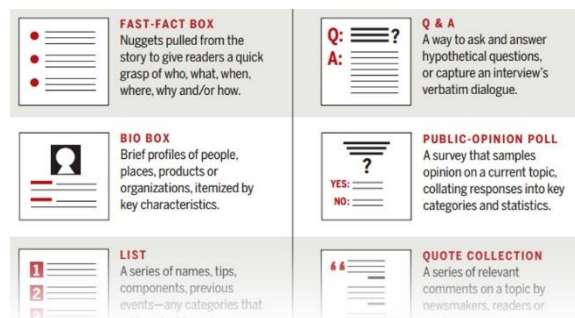 FAST-FACT BOX
Nuggets pulled from the
story to give readers a quick
grasp of who, what, when,
where, why and/or how.
Q:
?
A:
Q & A
A way to ask and answer
hypothetical questions,
or capture an interview's
verbatim dialogue.
BIO BOX
Brief profiles of people,
places, products or
organizations, itemized by
key characteristics.
?
YES:
NO:
PUBLIC-OPINION POLL
A survey that samples
opinion on a current topic,
collating responses into key
categories and statistics.
1
2
2
LIST
A series of names, tips,
components, previous
events—any categories that
“
QUOTE COLLECTION
A series of relevant
comments on a topic by
newsmakers, readers or